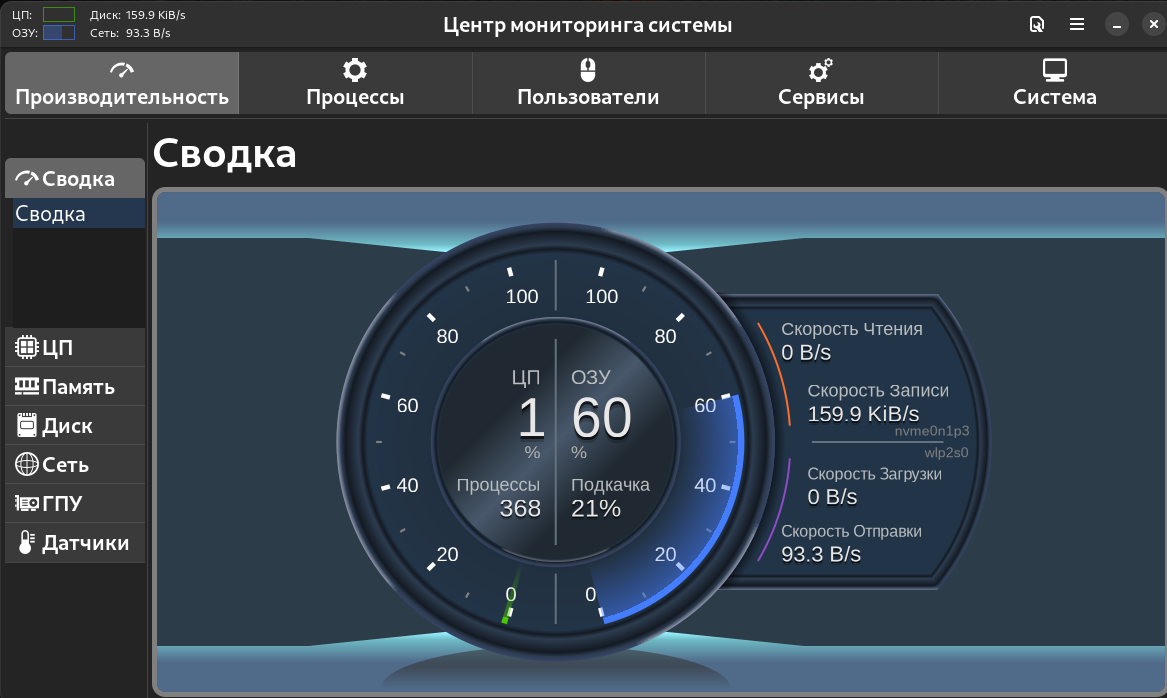 ЦП:
Диск: 159.9 KiB/s
ОЗУ:
Сеть: 93.3 B/s
Центр мониторинга системы
Производительность
Процессы
Пользователи
Сервисы
Система
Сводка
Сводка
ЦП
Память
Диск
Сеть
ГПУ
Датчики
Сводка
100 100
80 80
60 60
40 40
20 20
0 0
ЦП
1
%
Процессы
368
ОЗУ
60
%
Подкачка
21%
Скорость Чтения
0 B/s
Скорость Записи
159.9 KiB/s
nvme0n1p3
wlp2s0
Скорость Загрузки
0 B/s
Скорость Отправки
93.3 B/s